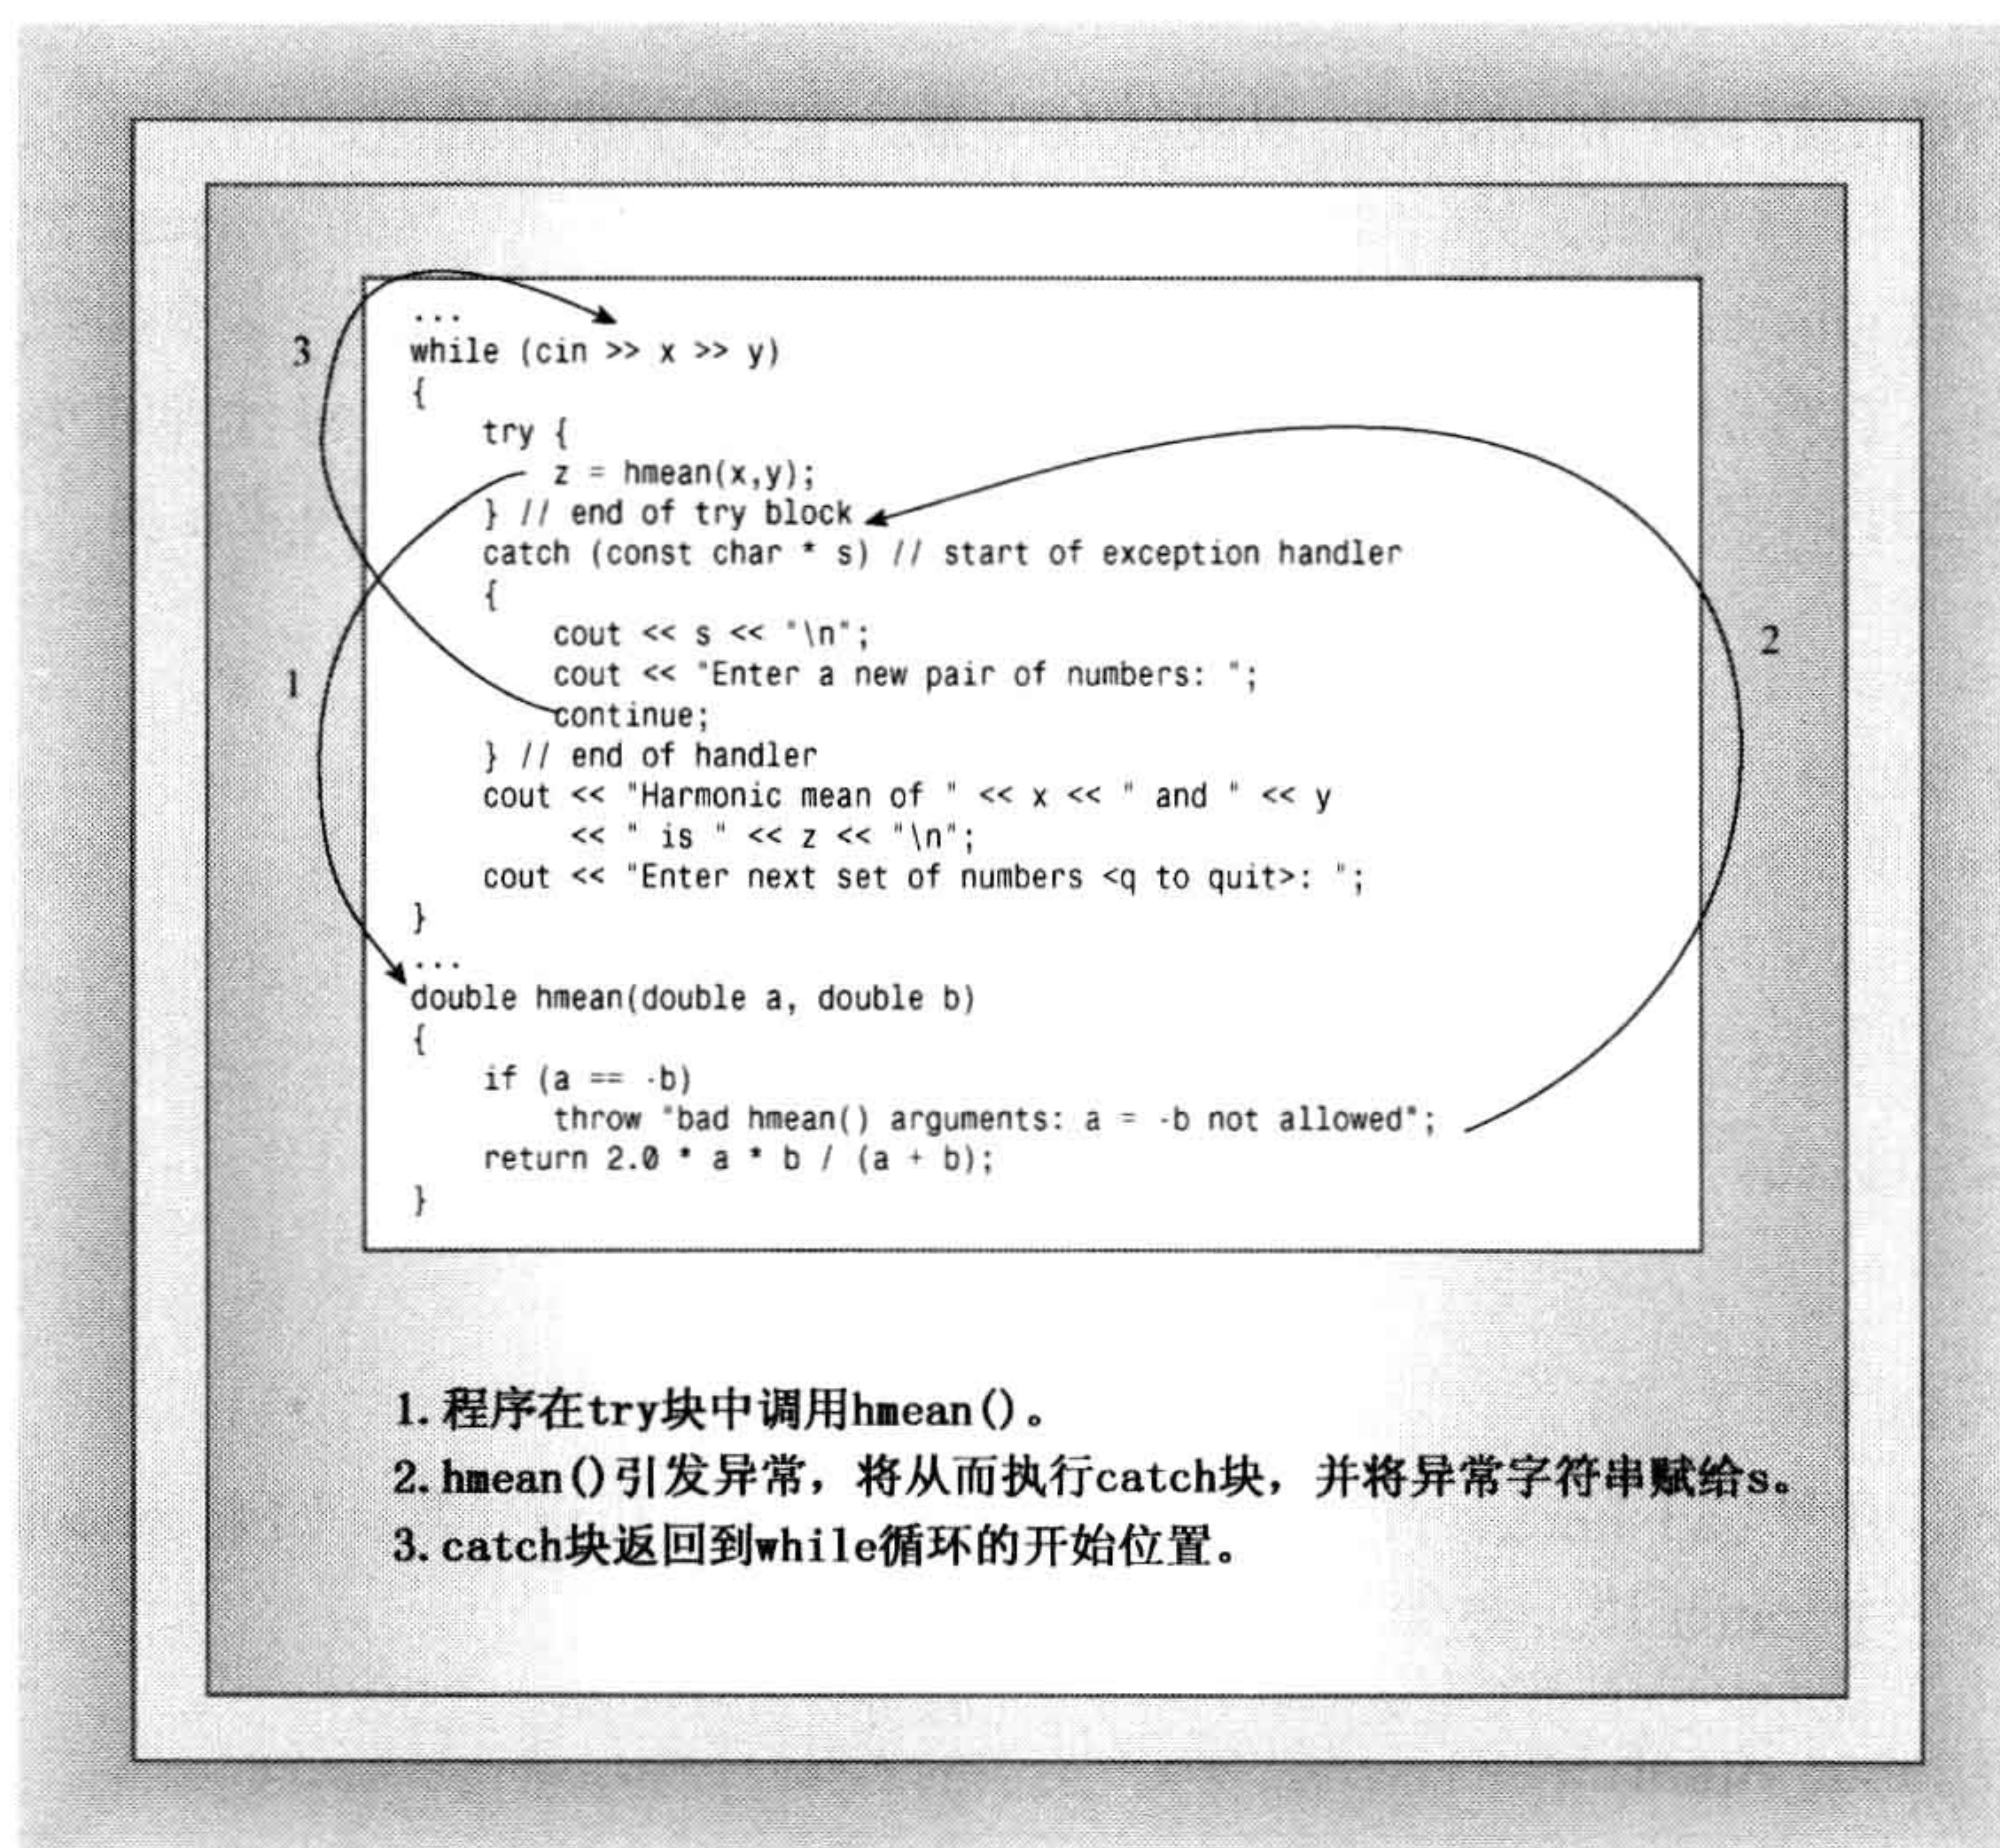 ...
while (cin >> x >> y)
{
    try {
        z = hmean(x,y);
    } // end of try block
    catch (const char * s) // start of exception handler
    {
        cout << s << "\n";
        cout << "Enter a new pair of numbers: ";
        continue;
    } // end of handler
    cout << "Harmonic mean of " << x << " and " << y
         << " is " << z << "\n";
    cout << "Enter next set of numbers <q to quit>: ";
}
...
double hmean(double a, double b)
{
    if (a == -b)
        throw "bad hmean() arguments: a = -b not allowed";
    return 2.0 * a * b / (a + b);
}
3
1
2
1.程序在try块中调用hmean()。
2.hmean()引发异常，将从而执行catch块，并将异常字符串赋给s。
3.catch块返回到while循环的开始位置。